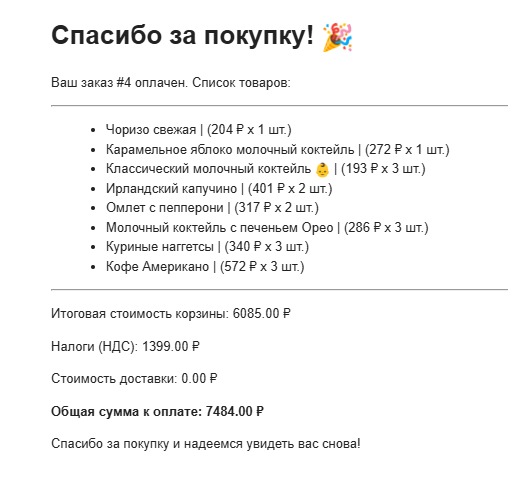 Спасибо за покупку! 🎉
Ваш заказ #4 оплачен. Список товаров:
• Чоризо свежая | (204 ₽ x 1 шт.)
• Карамельное яблоко молочный коктейль | (272 ₽ x 1 шт.)
• Классический молочный коктейль 👶 | (193 ₽ x 3 шт.)
• Ирландский капучино | (401 ₽ x 2 шт.)
• Омлет с пепперони | (317 ₽ x 2 шт.)
• Молочный коктейль с печеньем Орео | (286 ₽ x 3 шт.)
• Куриные наггетсы | (340 ₽ x 3 шт.)
• Кофе Американо | (572 ₽ x 3 шт.)
Итоговая стоимость корзины: 6085.00 ₽
Налоги (НДС): 1399.00 ₽
Стоимость доставки: 0.00 ₽
Общая сумма к оплате: 7484.00 ₽
Спасибо за покупку и надеемся увидеть вас снова!